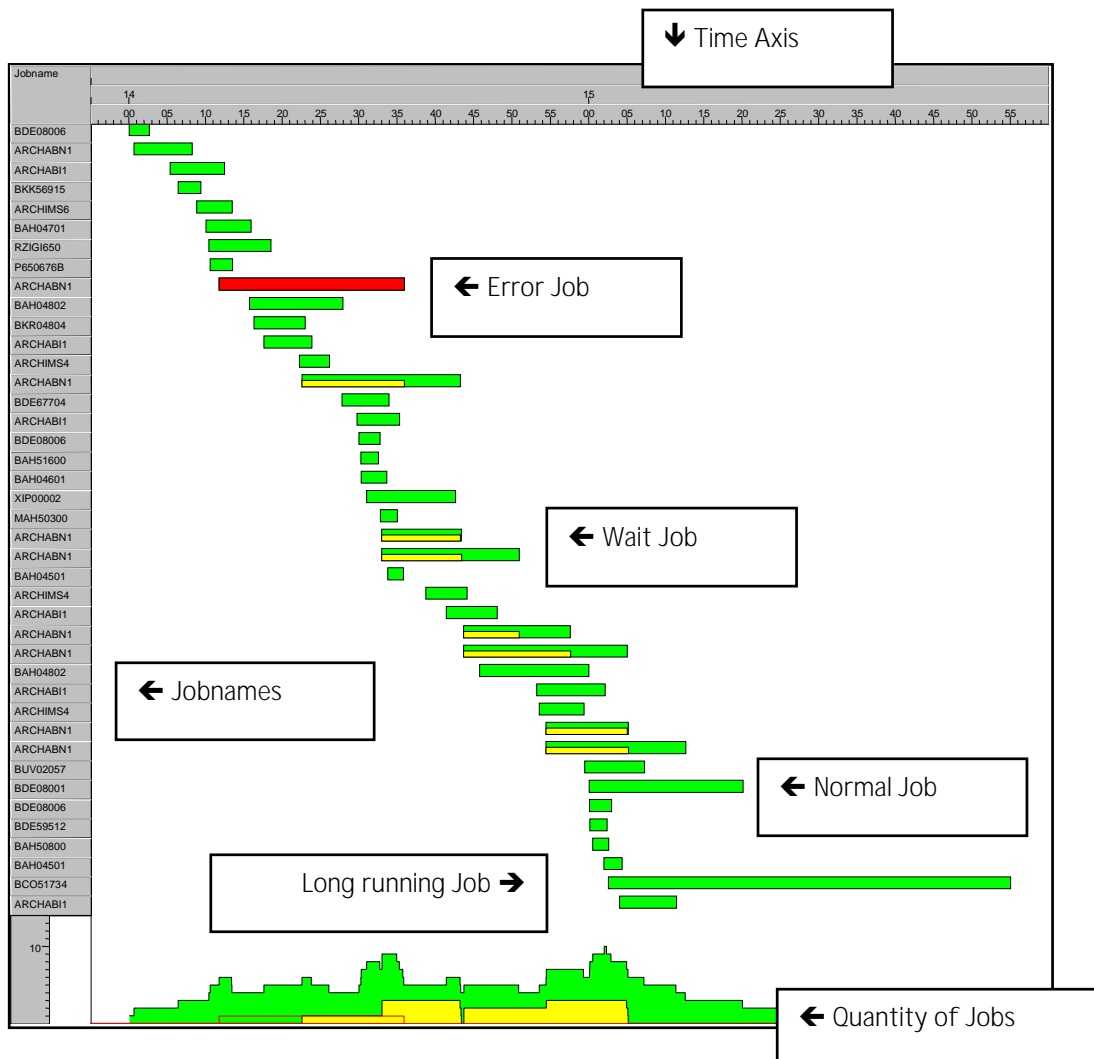 🡫 Time Axis
Jobname
14 15
00 05 10 15 20 25 30 35 40 45 50 55 00 05 10 15 20 25 30 35 40 45 50 55
BDE08006
ARCHABN1
ARCHABI1
BKK56915
ARCHIMS6
BAH04701
RZIGI650
P650676B
ARCHABN1
🡨 Error Job
BAH04802
BKR04804
ARCHABI1
ARCHIMS4
ARCHABN1
BDE67704
ARCHABI1
BDE08006
BAH51600
BAH04601
XIP00002
MAH50300
ARCHABN1
🡨 Wait Job
ARCHABN1
BAH04501
ARCHIMS4
ARCHABI1
ARCHABN1
ARCHABN1
BAH04802
🡨 Jobnames
ARCHABI1
ARCHIMS4
ARCHABN1
ARCHABN1
BUV02057
BDE08001
🡨 Normal Job
BDE08006
BDE59512
BAH50800
BAH04501
BCO51734
Long running Job 🡪
ARCHABI1
10
🡨 Quantity of Jobs